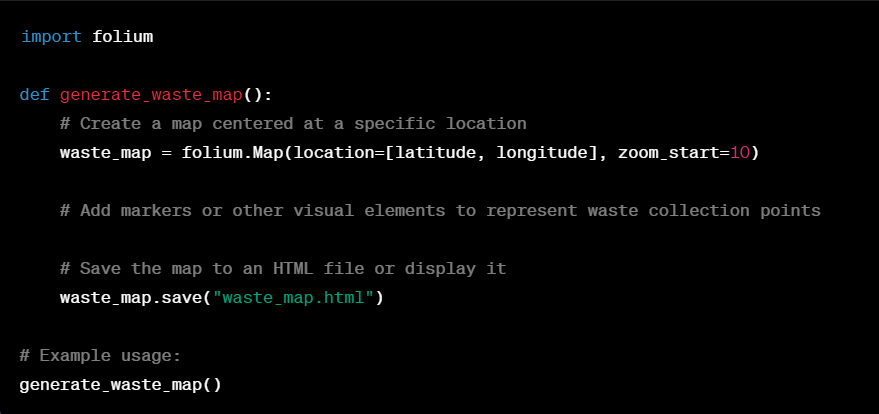 import folium
def generate_waste_map():
# Create a map centered at a specific location
waste_map = folium.Map(location=[latitude, longitude], zoom_start=10)
# Add markers or other visual elements to represent waste collection points
# Save the map to an HTML file or display it
waste_map.save("waste_map.html")
# Example usage:
generate_waste_map()